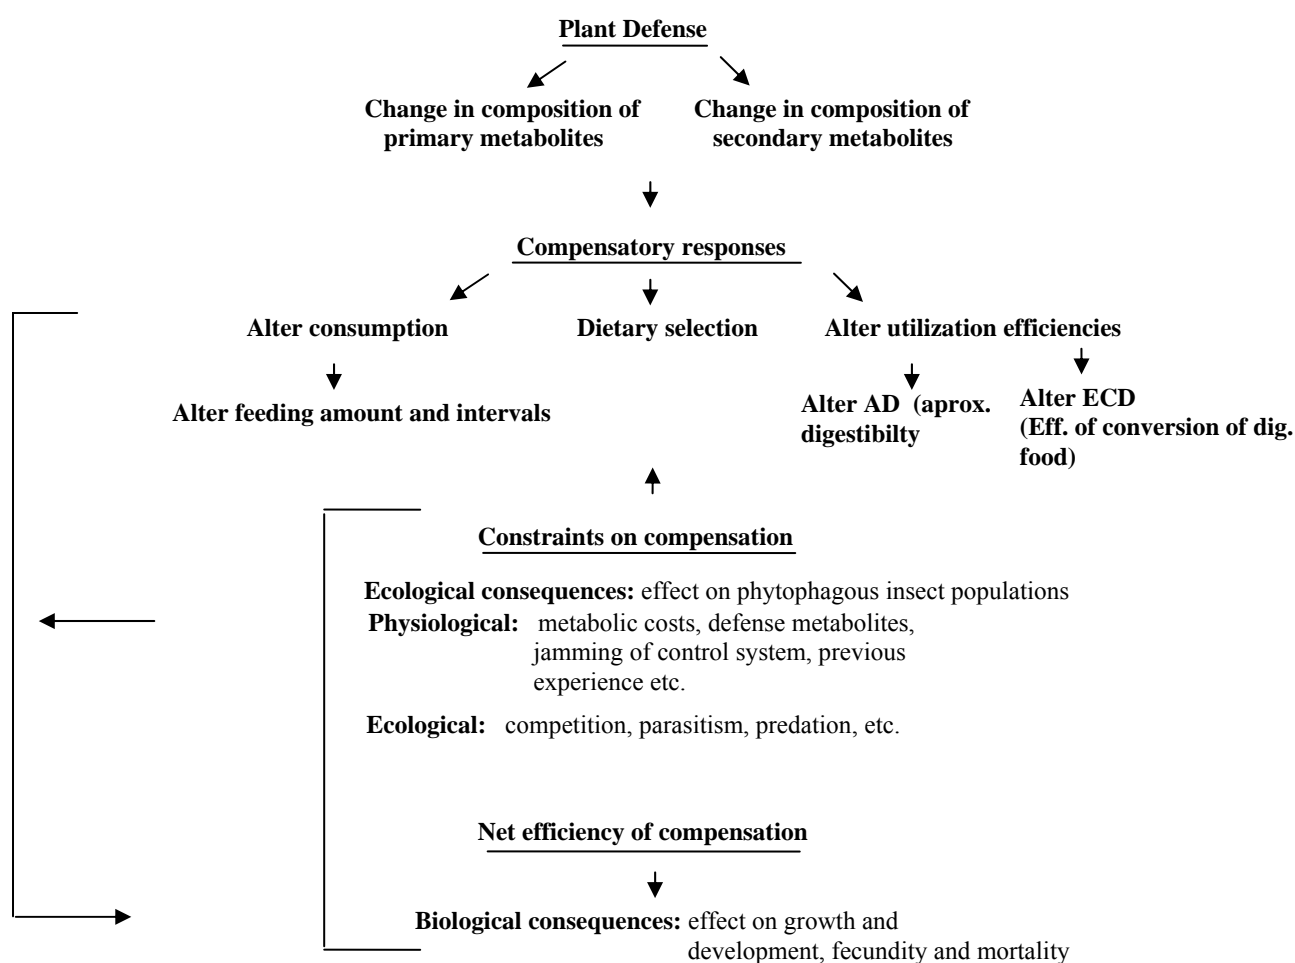 Plant Defense
Change in composition of
primary metabolites
Change in composition of
secondary metabolites
Compensatory responses
Alter consumption
Dietary selection
Alter utilization efficiencies
Alter feeding amount and intervals
Alter AD (aprox.
digestibilty
Alter ECD
(Eff. of conversion of dig.
food)
Constraints on compensation
Ecological consequences: effect on phytophagous insect populations
Physiological: metabolic costs, defense metabolites,
jamming of control system, previous
experience etc.
Ecological: competition, parasitism, predation, etc.
Net efficiency of compensation
Biological consequences: effect on growth and
development, fecundity and mortality